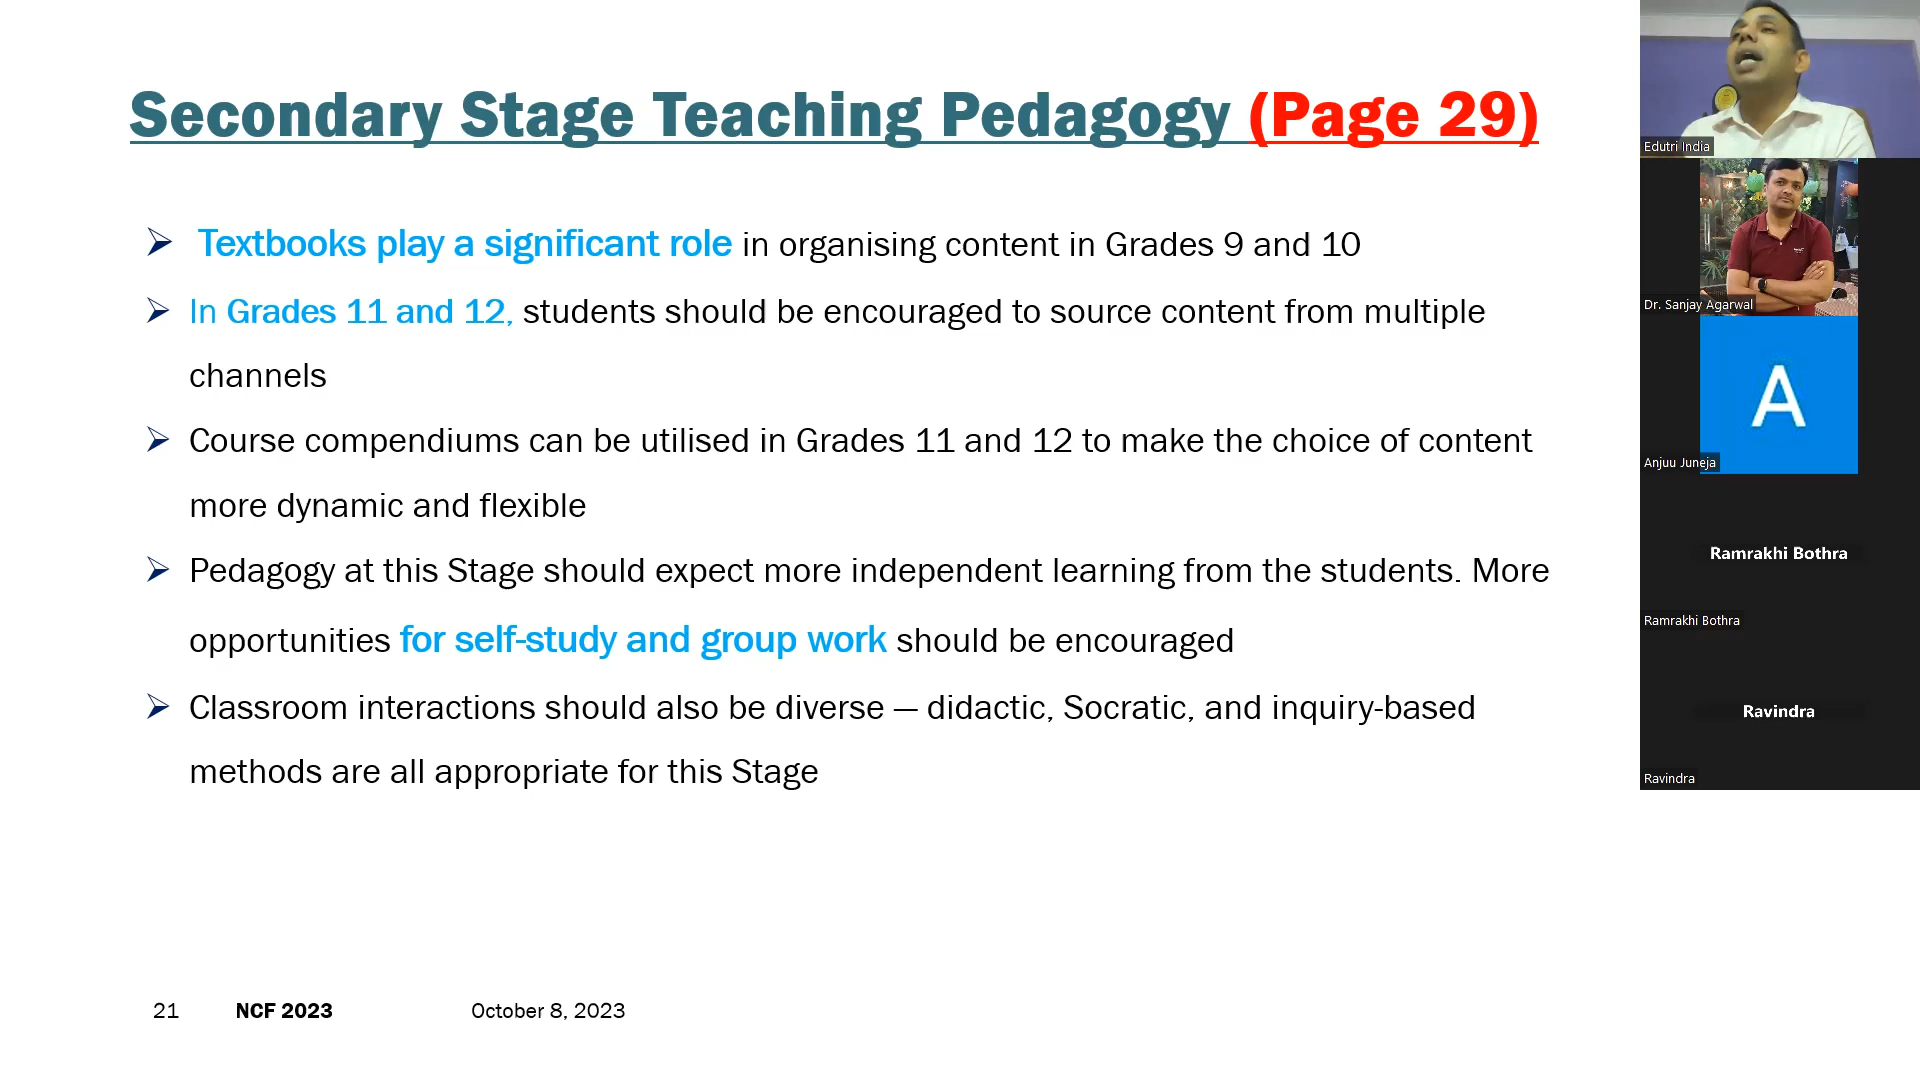 Secondary Stage Teaching Pedagogy (Page 29)
Textbooks play a significant role in organising content in Grades 9 and 10
In Grades 11 and 12, students should be encouraged to source content from multiple
channels
Course compendiums can be utilised in Grades 11 and 12 to make the choice of content
more dynamic and flexible
Pedagogy at this Stage should expect more independent learning from the students. More
opportunities for self-study and group work should be encouraged
Classroom interactions should also be diverse — didactic, Socratic, and inquiry-based
methods are all appropriate for this Stage
21 NCF 2023 October 8, 2023
Edutri India
Dr. Sanjay Agarwal
A
Anjuu Juneja
Ramrakhi Bothra
Ramrakhi Bothra
Ravindra
Ravindra